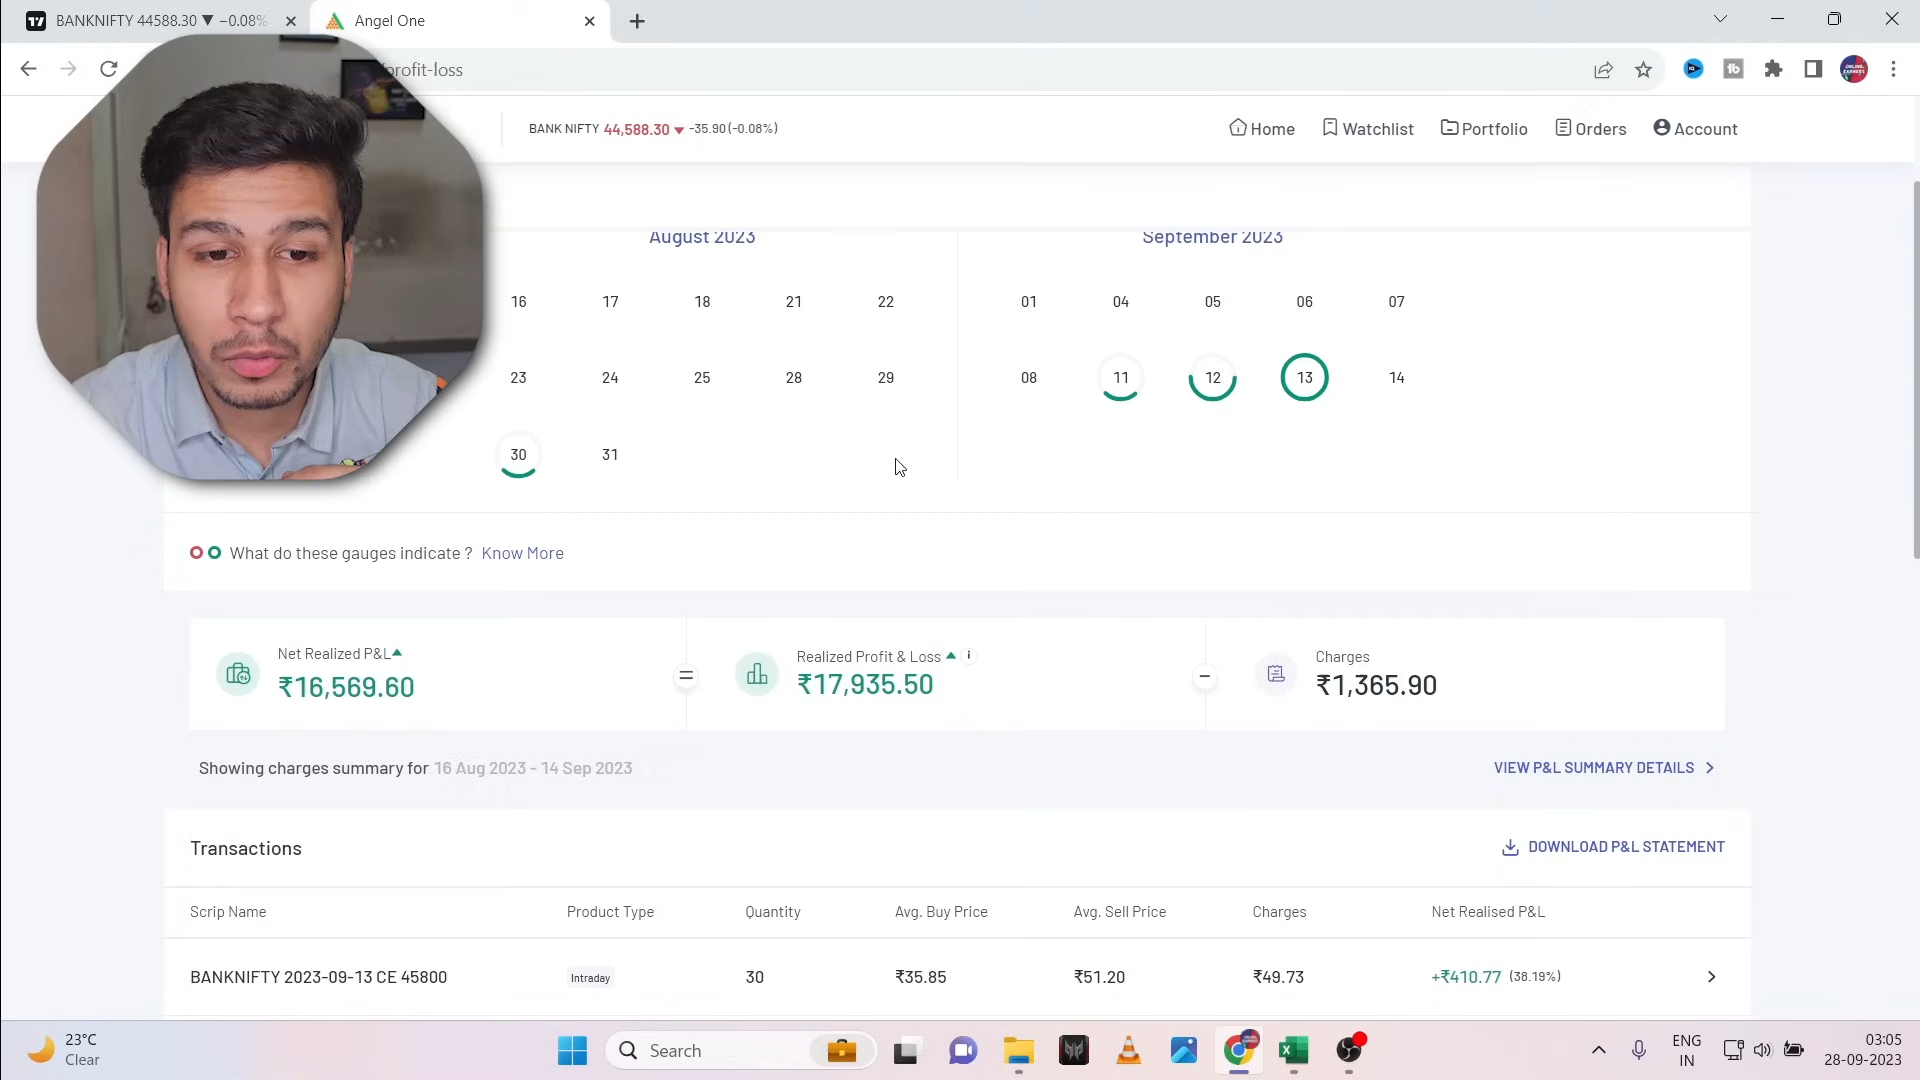 BANKNIFTY 44588.30 ▼ −0.08%
Angel One
profit-loss
BANK NIFTY 44,588.30 ▼ -35.90 (-0.08%)
Home
Watchlist
Portfolio
Orders
Account
August 2023
September 2023
16 17 18 21 22
01 04 05 06 07
23 24 25 28 29
08 11 12 13 14
30 31
What do these gauges indicate ? Know More
Net Realized P&L
₹16,569.60
=
Realized Profit & Loss
₹17,935.50
−
Charges
₹1,365.90
Showing charges summary for 16 Aug 2023 - 14 Sep 2023
VIEW P&L SUMMARY DETAILS
Transactions
DOWNLOAD P&L STATEMENT
Scrip Name Product Type Quantity Avg. Buy Price Avg. Sell Price Charges Net Realised P&L
BANKNIFTY 2023-09-13 CE 45800 Intraday 30 ₹35.85 ₹51.20 ₹49.73 +₹410.77 (38.19%)
23°C
Clear
Search
ENG
IN
03:05
28-09-2023